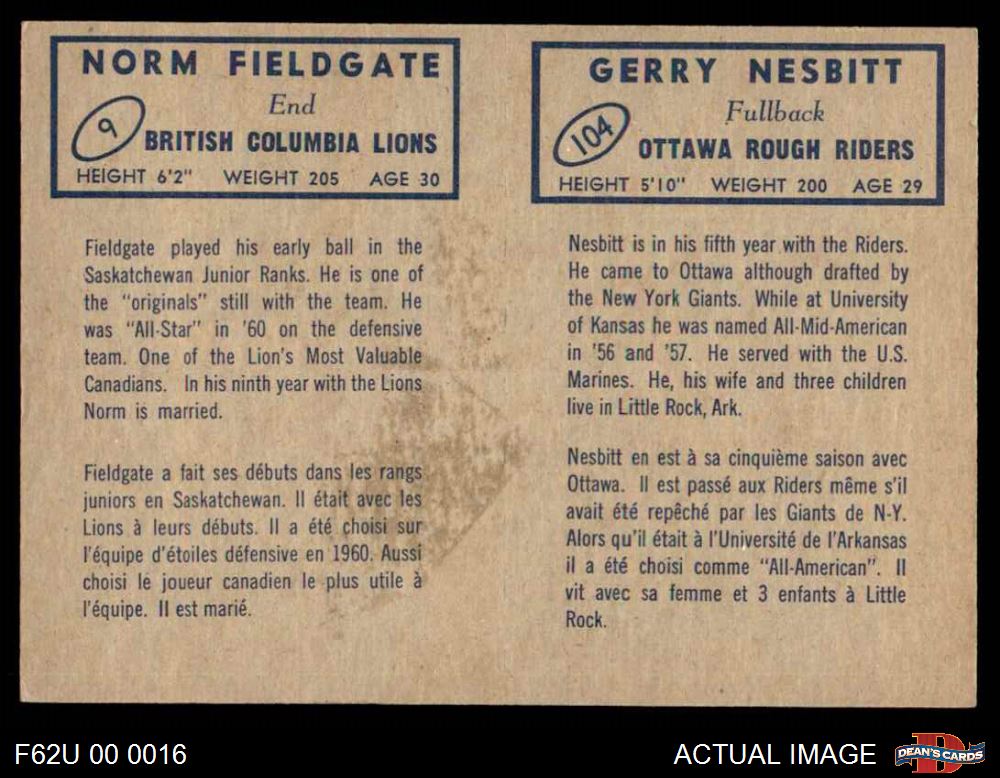 NORM FIELDGATE
End
9
BRITISH COLUMBIA LIONS
HEIGHT 6'2" WEIGHT 205 AGE 30
Fieldgate played his early ball in the
Saskatchewan Junior Ranks. He is one of
the "originals" still with the team. He
was "All-Star" in '60 on the defensive
team. One of the Lion's Most Valuable
Canadians. In his ninth year with the Lions
Norm is married.
Fieldgate a fait ses débuts dans les rangs
juniors en Saskatchewan. Il était avec les
Lions à leurs débuts. Il a été choisi sur
l'équipe d'étoiles défensive en 1960. Aussi
choisi le joueur canadien le plus utile à
l'équipe. Il est marié.
GERRY NESBITT
Fullback
104
OTTAWA ROUGH RIDERS
HEIGHT 5'10" WEIGHT 200 AGE 29
Nesbitt is in his fifth year with the Riders.
He came to Ottawa although drafted by
the New York Giants. While at University
of Kansas he was named All-Mid-American
in '56 and '57. He served with the U.S.
Marines. He, his wife and three children
live in Little Rock, Ark.
Nesbitt en est à sa cinquième saison avec
Ottawa. Il est passé aux Riders même s'il
avait été repêché par les Giants de N-Y.
Alors qu'il était à l'Université de l'Arkansas
il a été choisi comme "All-American". Il
vit avec sa femme et 3 enfants à Little
Rock.
F62U 00 0016
ACTUAL IMAGE
D
DEAN'S CARDS